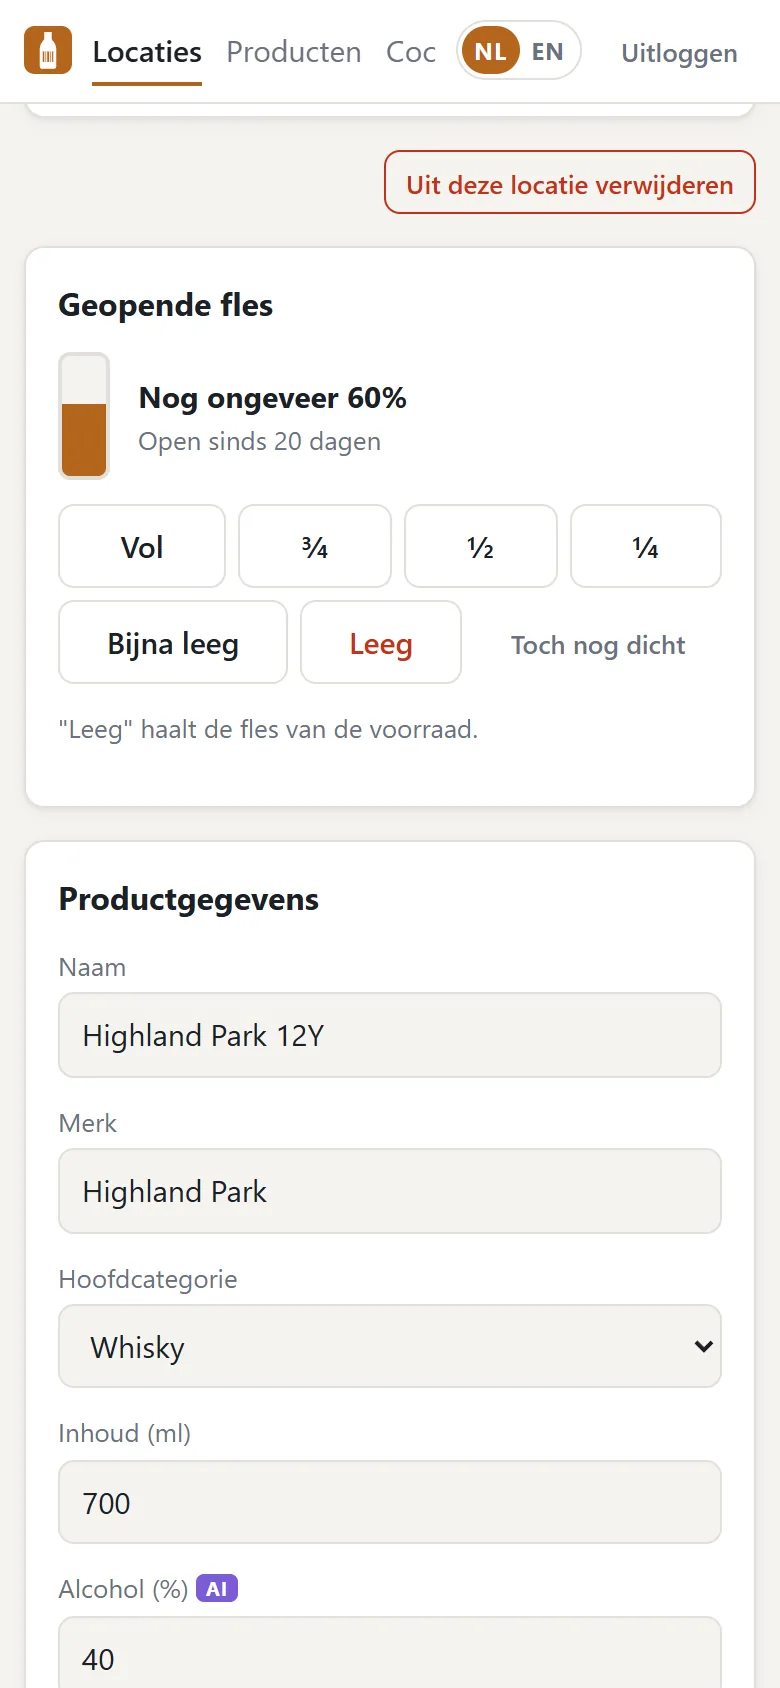 Locaties Producten Coc NL EN Uitloggen
Uit deze locatie verwijderen
Geopende fles
Nog ongeveer 60%
Open sinds 20 dagen
Vol ¾ ½ ¼
Bijna leeg Leeg Toch nog dicht
"Leeg" haalt de fles van de voorraad.
Productgegevens
Naam
Highland Park 12Y
Merk
Highland Park
Hoofdcategorie
Whisky
Inhoud (ml)
700
Alcohol (%) AI
40